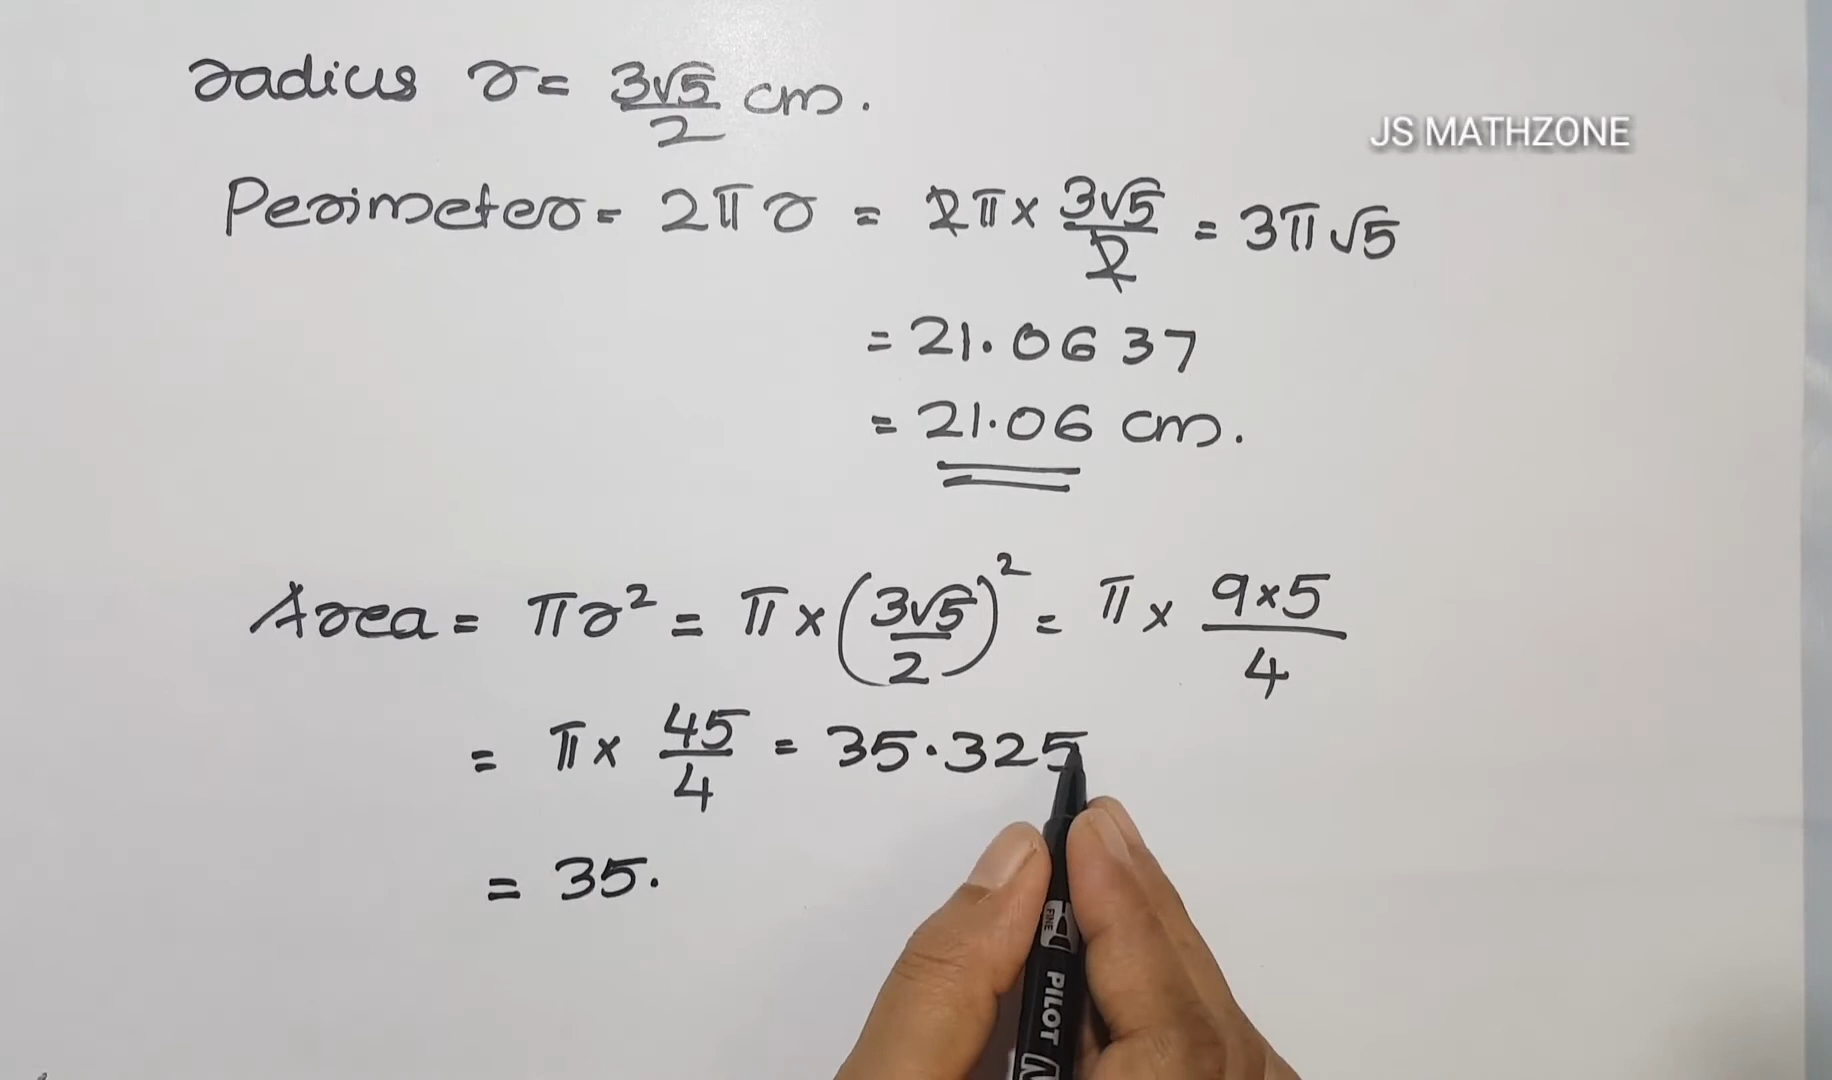 radius r = 3√5/2 cm.
JS MATHZONE
Perimeter = 2πr = 2π × 3√5/2 = 3π√5
= 21.0637
= 21.06 cm.
Area = πr² = π × (3√5/2)² = π × 9×5/4
= π × 45/4 = 35.325
= 35.
FINE
PILOT